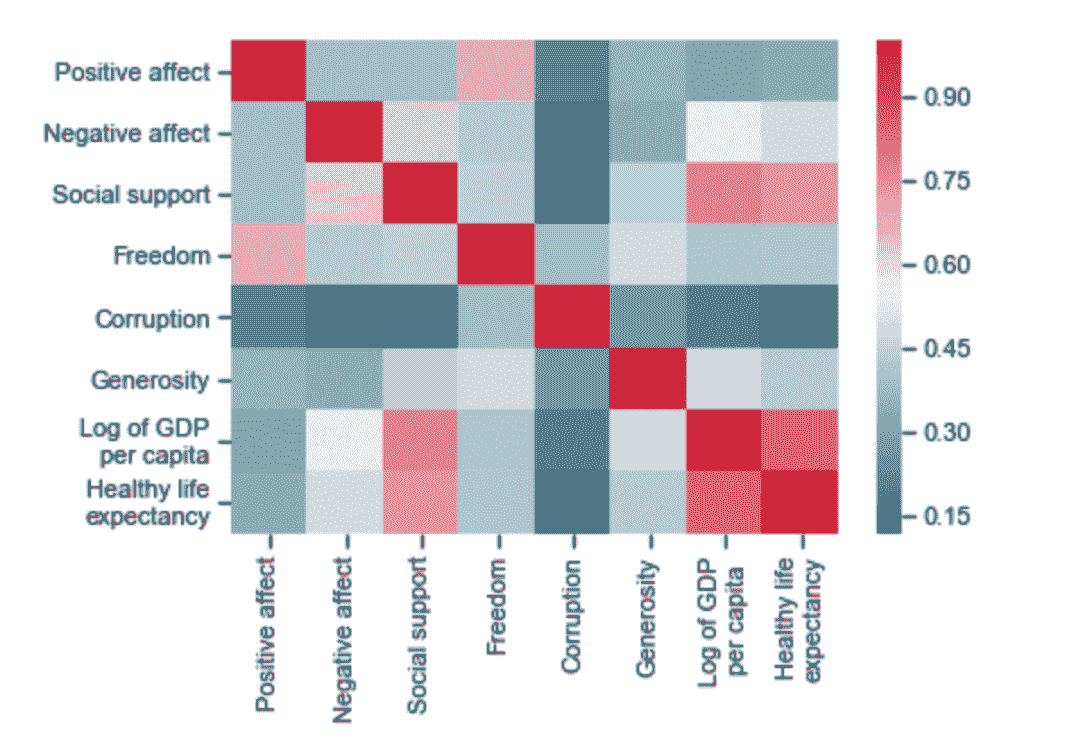 Positive affect
Negative affect
Social support
Freedom
Corruption
Generosity
Log of GDP
per capita
Healthy life
expectancy
0.90
0.75
0.60
0.45
0.30
0.15
Positive affect
Negative affect
Social support
Freedom
Corruption
Generosity
Log of GDP
per capita
Healthy life
expectancy